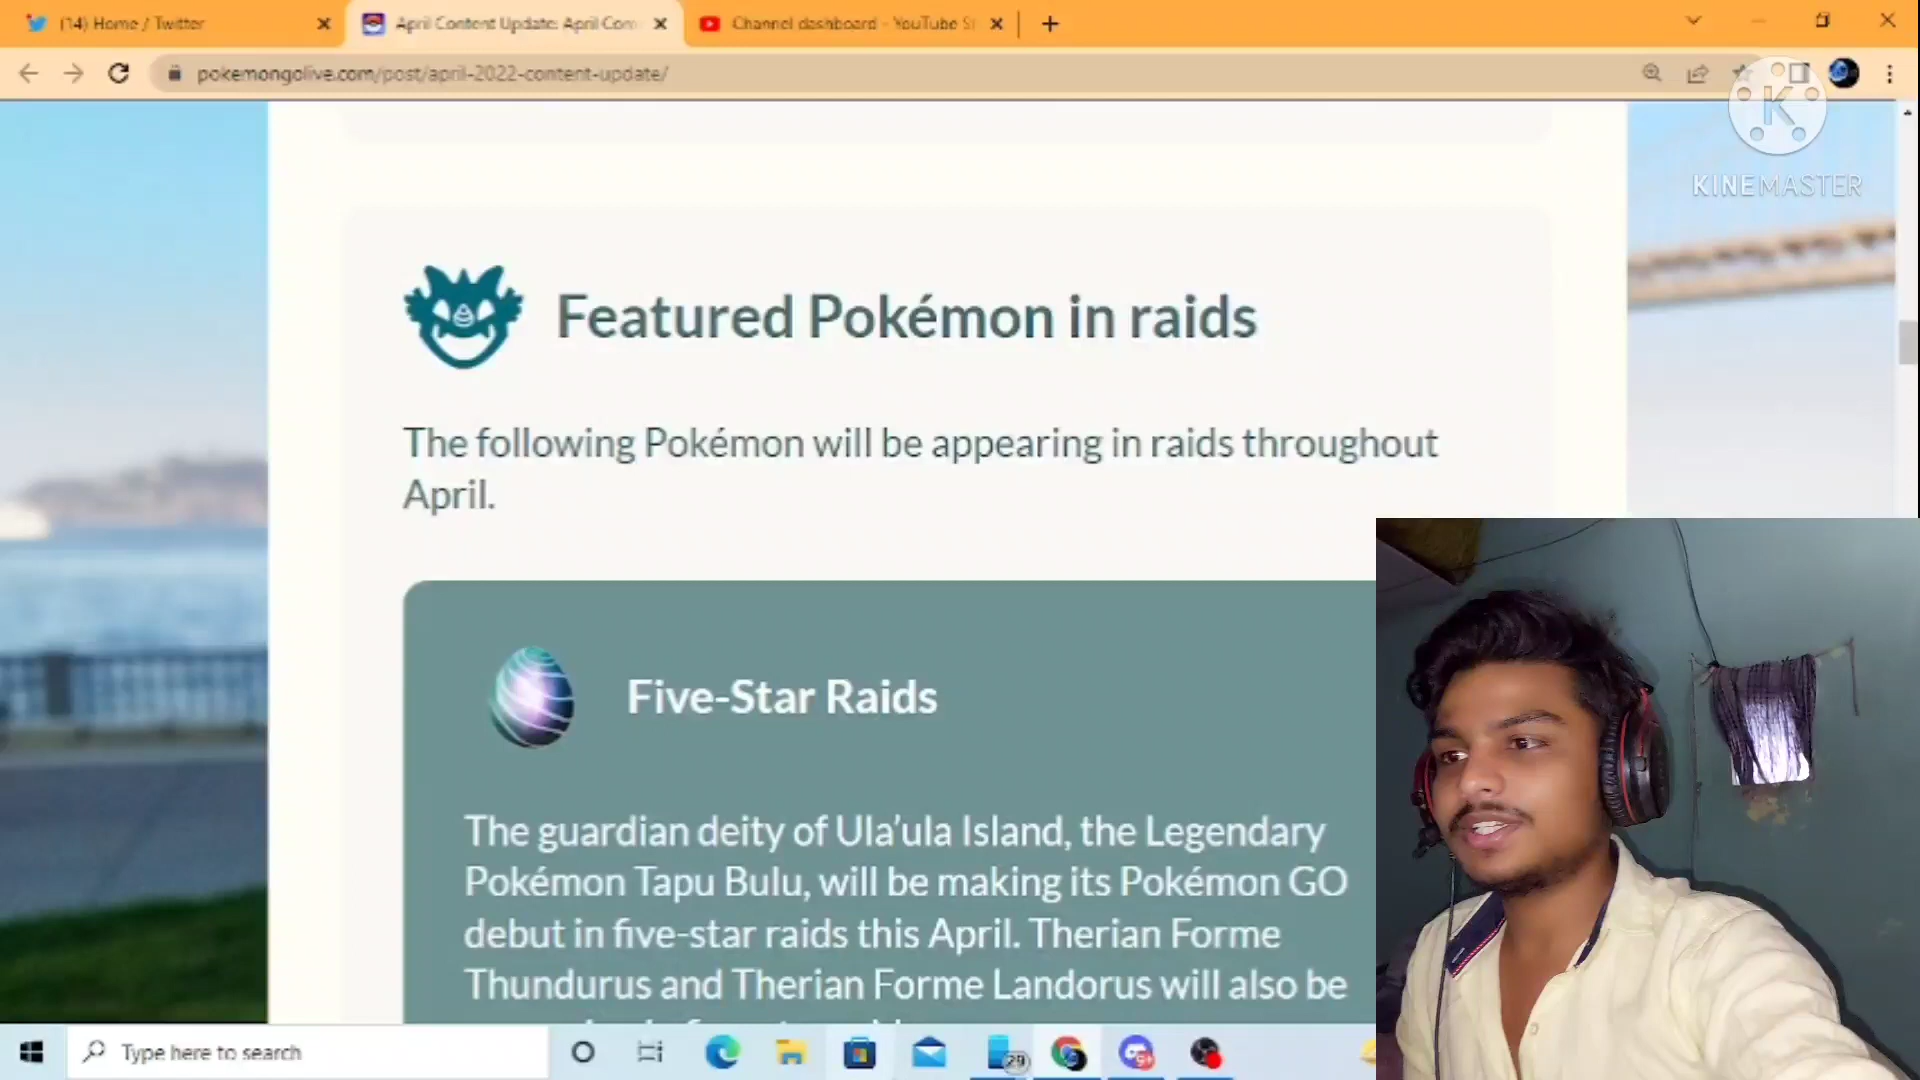 (14) Home / Twitter
April Content Update: April Com
Channel dashboard - YouTube St
pokemongolive.com/post/april-2022-content-update/
K
KINEMASTER
Featured Pokémon in raids
The following Pokémon will be appearing in raids throughout
April.
Five-Star Raids
The guardian deity of Ula'ula Island, the Legendary
Pokémon Tapu Bulu, will be making its Pokémon GO
debut in five-star raids this April. Therian Forme
Thundurus and Therian Forme Landorus will also be
Type here to search
29
9+